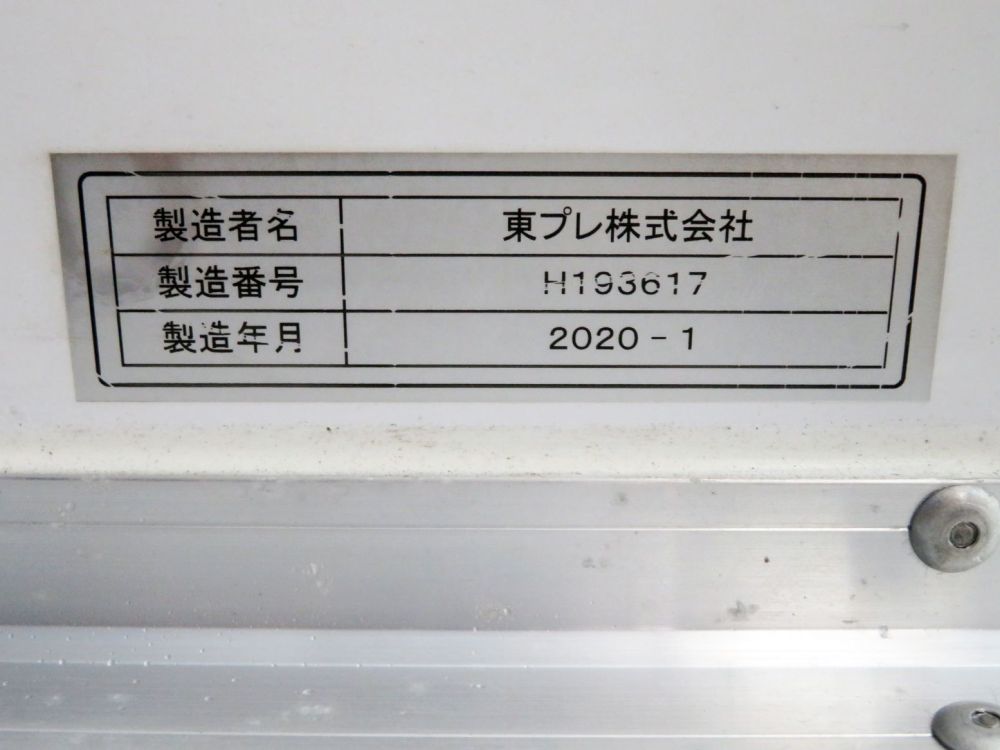 製造者名 東プレ株式会社
製造番号 H193617
製造年月 2020-1